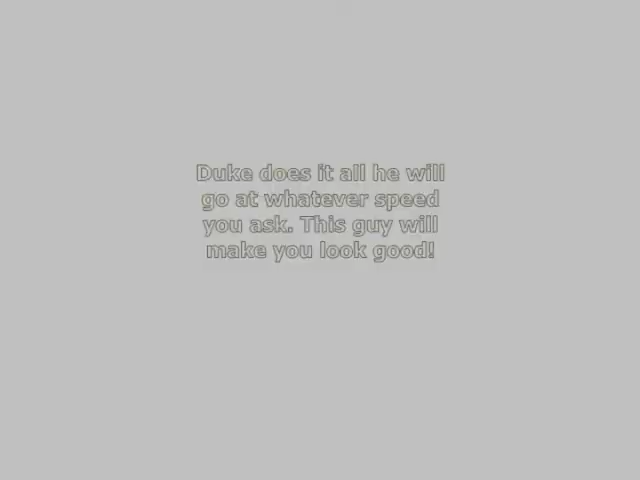 Duke does it all he will
go at whatever speed
you ask. This guy will
make you look good!